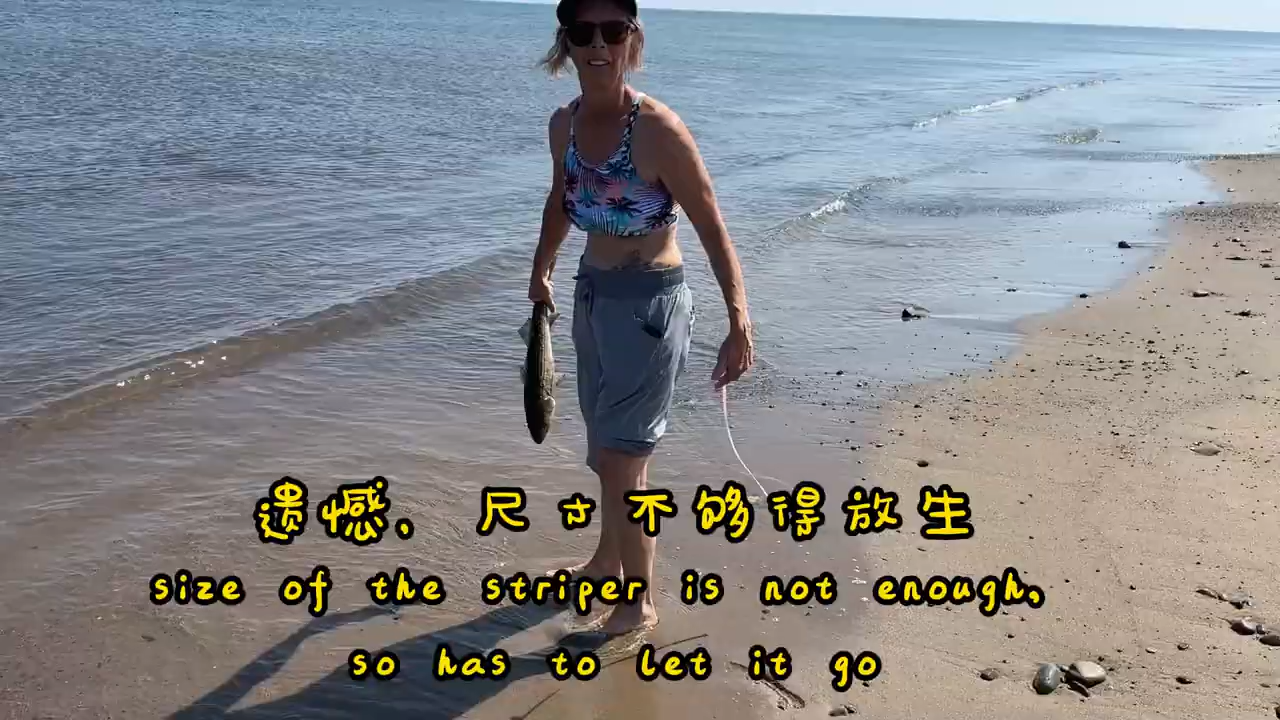 遗憾，尺寸不够得放生
size of the striper is not enough,
so has to let it go